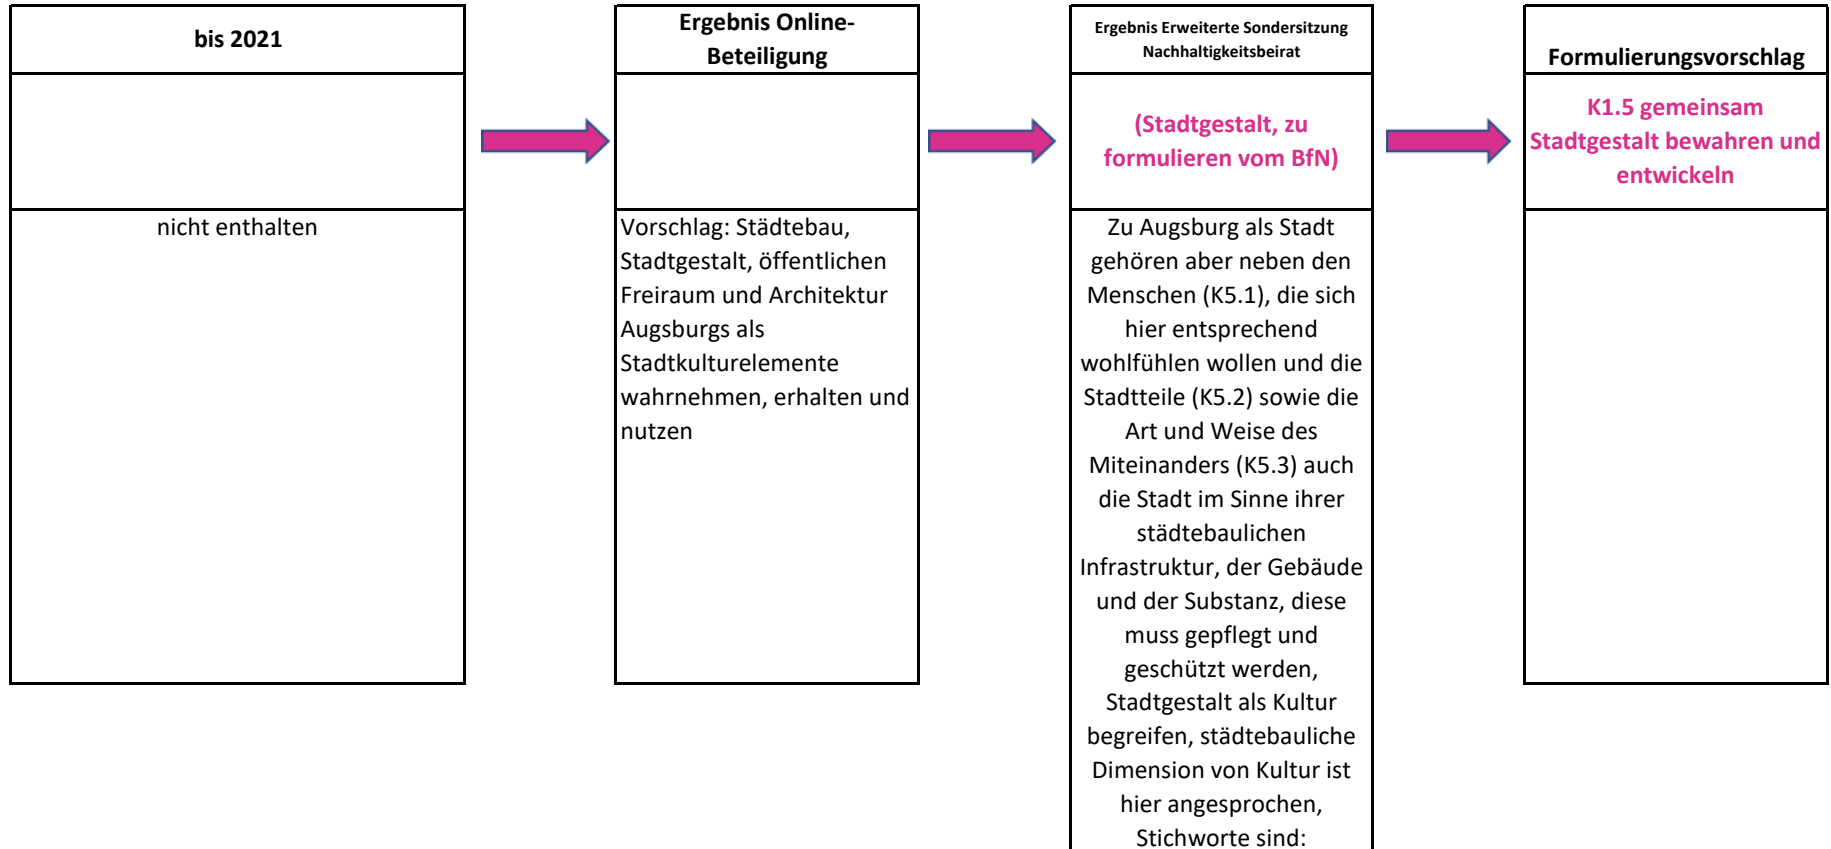 bis 2021
nicht enthalten
Ergebnis Online-
Beteiligung
Vorschlag: Städtebau,
Stadtgestalt, öffentlichen
Freiraum und Architektur
Augsburgs als
Stadtkulturelemente
wahrnehmen, erhalten und
nutzen
Ergebnis Erweiterte Sondersitzung
Nachhaltigkeitsbeirat
(Stadtgestalt, zu
formulieren vom BfN)
Zu Augsburg als Stadt
gehören aber neben den
Menschen (K5.1), die sich
hier entsprechend
wohlfühlen wollen und die
Stadtteile (K5.2) sowie die
Art und Weise des
Miteinanders (K5.3) auch
die Stadt im Sinne ihrer
städtebaulichen
Infrastruktur, der Gebäude
und der Substanz, diese
muss gepflegt und
geschützt werden,
Stadtgestalt als Kultur
begreifen, städtebauliche
Dimension von Kultur ist
hier angesprochen,
Stichworte sind:
Formulierungsvorschlag
K1.5 gemeinsam
Stadtgestalt bewahren und
entwickeln